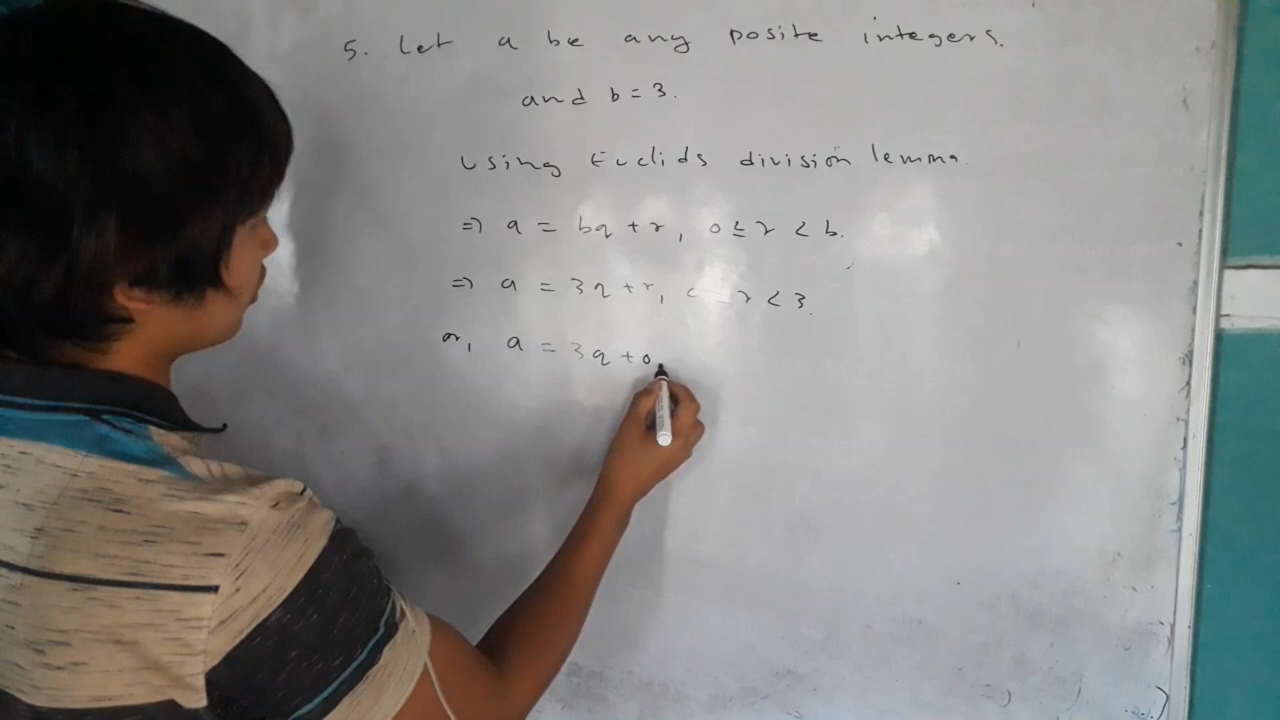 5. Let a be any posite integers.
and b = 3.
Using Euclids division lemma.
⇒ a = bq + r, 0 ≤ r < b.
⇒ a = 3q + r, r < 3.
or, a = 3q + 0